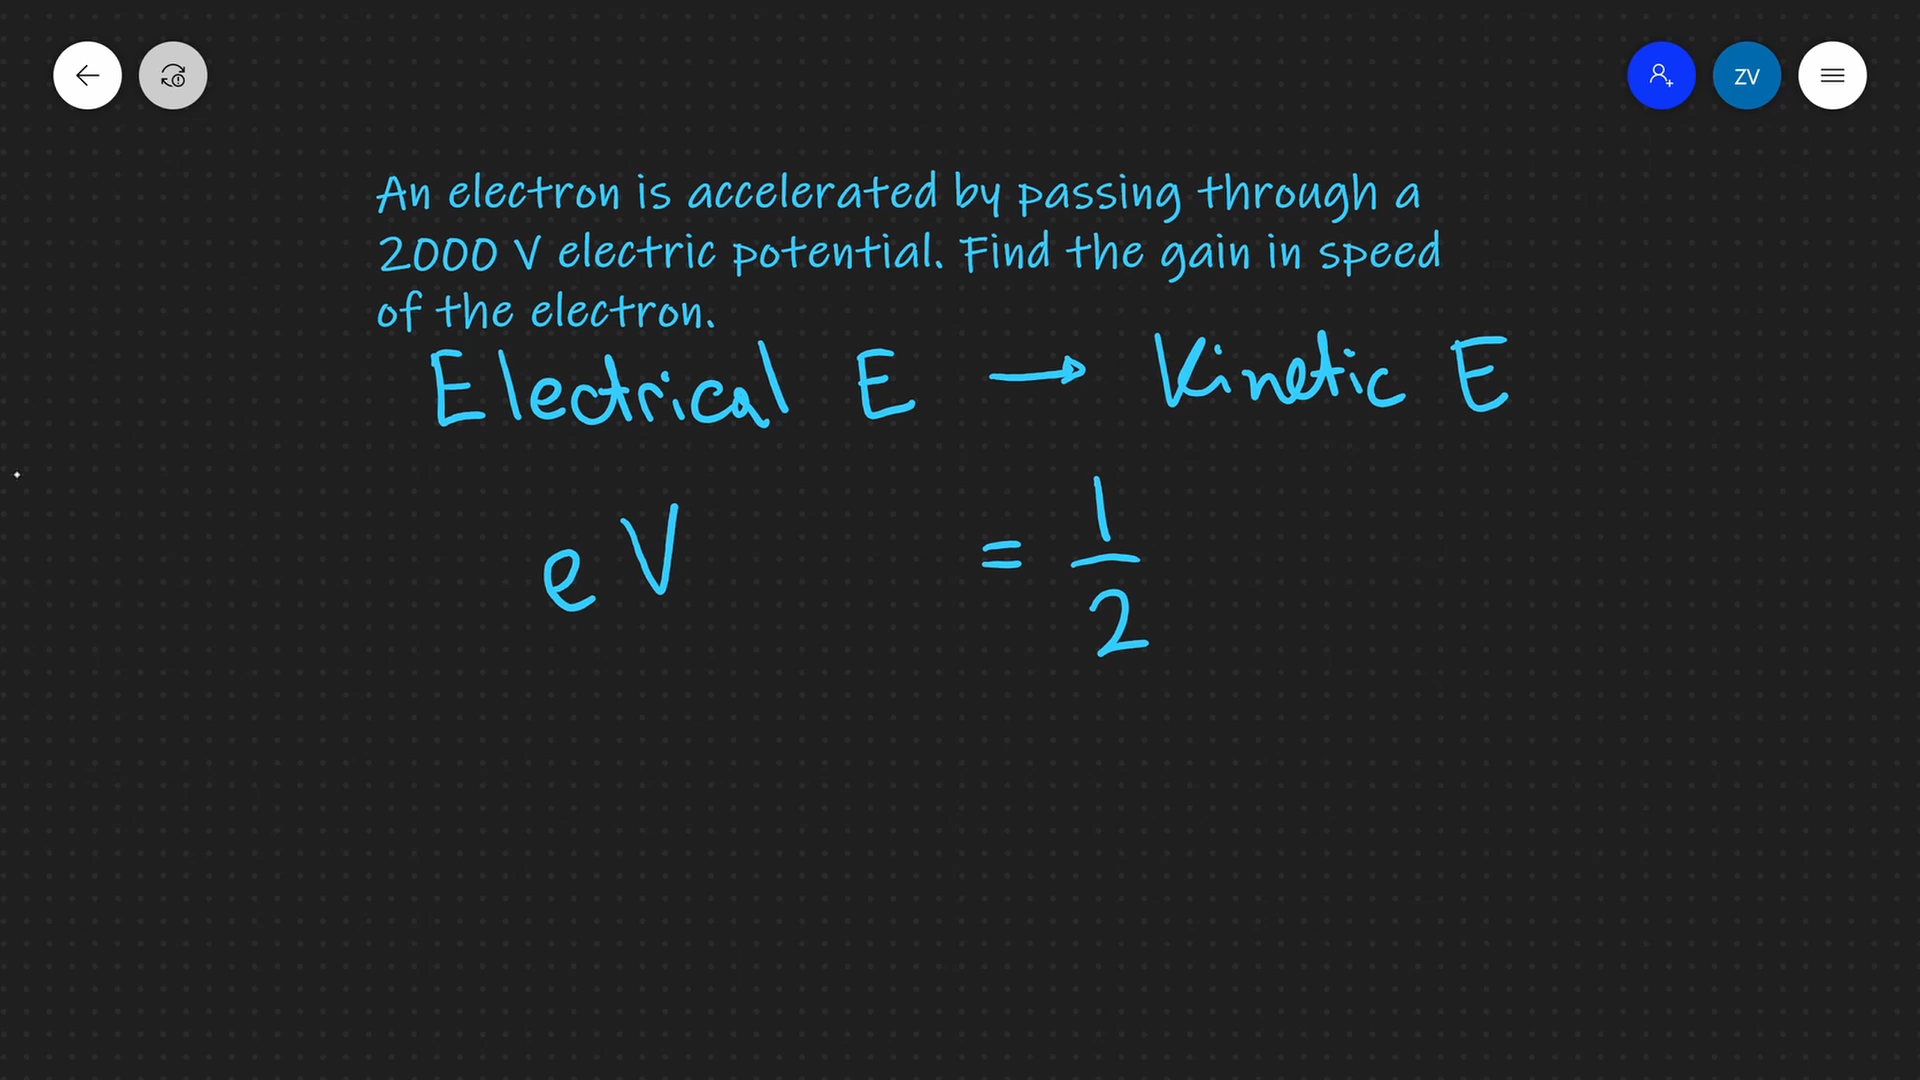 ZV
An electron is accelerated by passing through a
2000 V electric potential. Find the gain in speed
of the electron.
Electrical E → Kinetic E
eV = 1/2